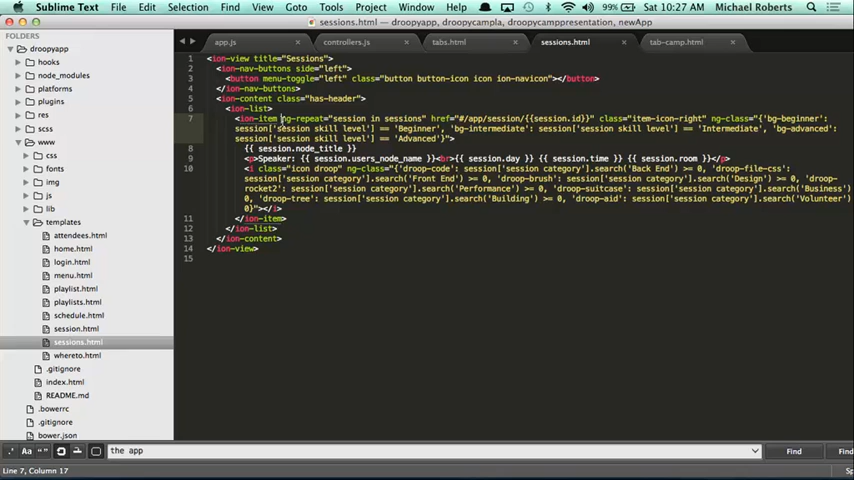 Sublime Text File Edit Selection Find View Goto Tools Project Window Help 99% Sat 10:27 AM Michael Roberts
sessions.html — droopyapp, droopycampla, droopycamppresentation, newApp
FOLDERS
droopyapp
hooks
node_modules
platforms
plugins
res
scss
www
css
fonts
img
js
lib
templates
attendees.html
home.html
login.html
menu.html
playlist.html
playlists.html
schedule.html
session.html
sessions.html
whereto.html
.gitignore
index.html
README.md
.bowerrc
.gitignore
bower.json
app.js controllers.js tabs.html sessions.html tab-camp.html
1 <ion-view title="Sessions">
2 <ion-nav-buttons side="left">
3 <button menu-toggle="left" class="button button-icon icon ion-navicon"></button>
4 </ion-nav-buttons>
5 <ion-content class="has-header">
6 <ion-list>
7 <ion-item ng-repeat="session in sessions" href="#/app/session/{{session.id}}" class="item-icon-right" ng-class="{'bg-beginner':
session['session skill level'] == 'Beginner', 'bg-intermediate': session['session skill level'] == 'Intermediate', 'bg-advanced':
session['session skill level'] == 'Advanced'}">
8 {{ session.node_title }}
9 <p>Speaker: {{ session.users_node_name }}<br>{{ session.day }} {{ session.time }} {{ session.room }}</p>
10 <i class="icon droop" ng-class="{'droop-code': session['session category'].search('Back End') >= 0, 'droop-file-css':
session['session category'].search('Front End') >= 0, 'droop-brush': session['session category'].search('Design') >= 0, 'droop-
rocket2': session['session category'].search('Performance') >= 0, 'droop-suitcase': session['session category'].search('Business') >=
0, 'droop-tree': session['session category'].search('Building') >= 0, 'droop-aid': session['session category'].search('Volunteer') >=
0}"></i>
11 </ion-item>
12 </ion-list>
13 </ion-content>
14 </ion-view>
15
.* Aa “” the app Find Find
Line 7, Column 17 Sp